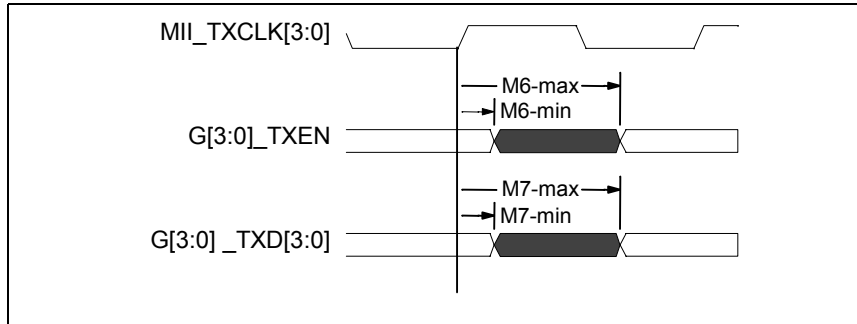 MII_TXCLK[3:0]
M6-max
M6-min
G[3:0]_TXEN
M7-max
M7-min
G[3:0] _TXD[3:0]